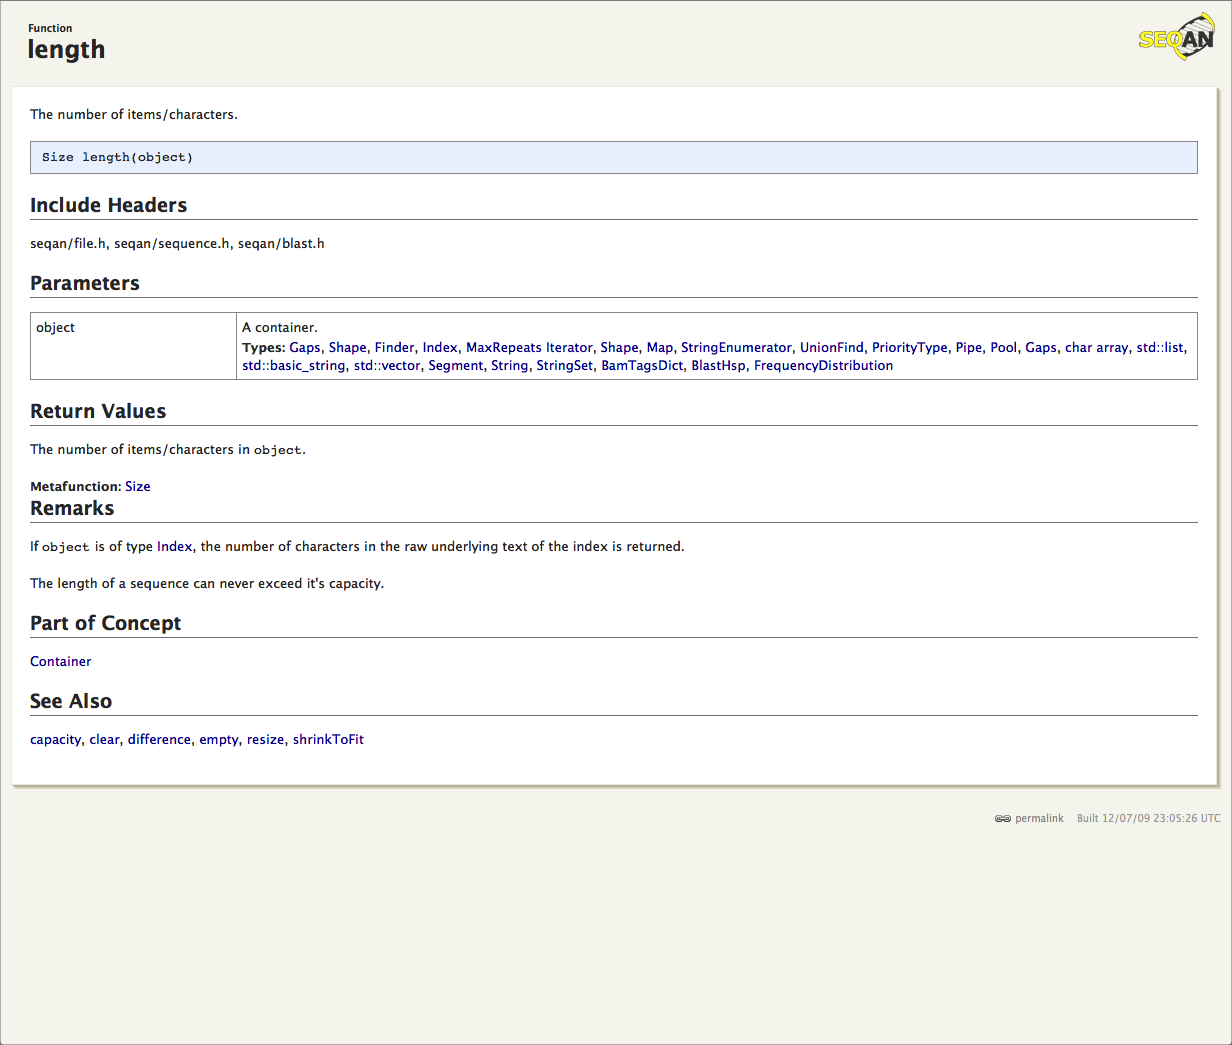 Function
length
SEQAN
The number of items/characters.
Size length(object)
Include Headers
seqan/file.h, seqan/sequence.h, seqan/blast.h
Parameters
object
A container.
Types: Gaps, Shape, Finder, Index, MaxRepeats Iterator, Shape, Map, StringEnumerator, UnionFind, PriorityType, Pipe, Pool, Gaps, char array, std::list,
std::basic_string, std::vector, Segment, String, StringSet, BamTagsDict, BlastHsp, FrequencyDistribution
Return Values
The number of items/characters in object.
Metafunction: Size
Remarks
If object is of type Index, the number of characters in the raw underlying text of the index is returned.
The length of a sequence can never exceed it's capacity.
Part of Concept
Container
See Also
capacity, clear, difference, empty, resize, shrinkToFit
permalink Built 12/07/09 23:05:26 UTC